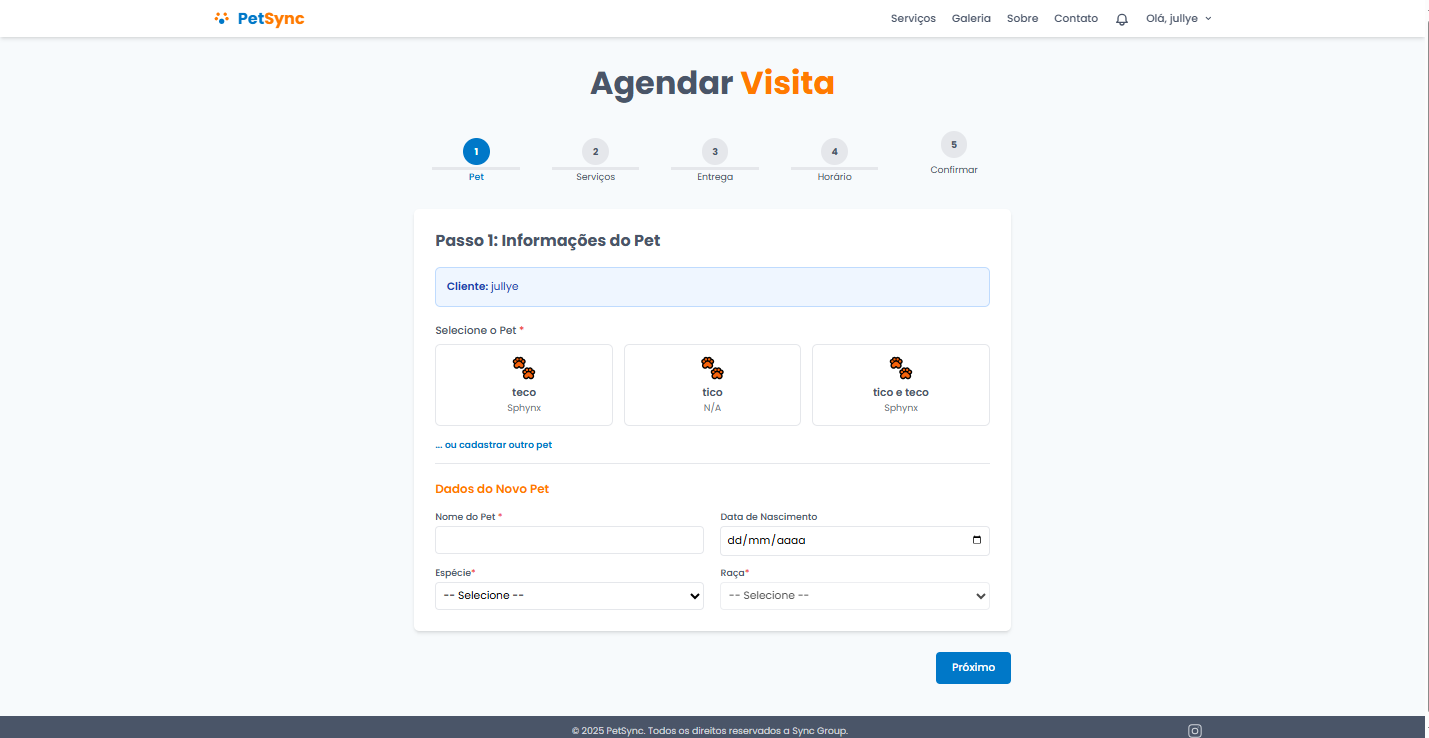 PetSync Serviços Galeria Sobre Contato Olá, jullye
Agendar Visita
1 2 3 4 5
Pet Serviços Entrega Horário Confirmar
Passo 1: Informações do Pet
Cliente: jullye
Selecione o Pet *
teco tico tico e teco
Sphynx N/A Sphynx
... ou cadastrar outro pet
Dados do Novo Pet
Nome do Pet * Data de Nascimento
dd/mm/aaaa
Espécie* Raça*
-- Selecione -- -- Selecione --
Próximo
© 2025 PetSync. Todos os direitos reservados a Sync Group.